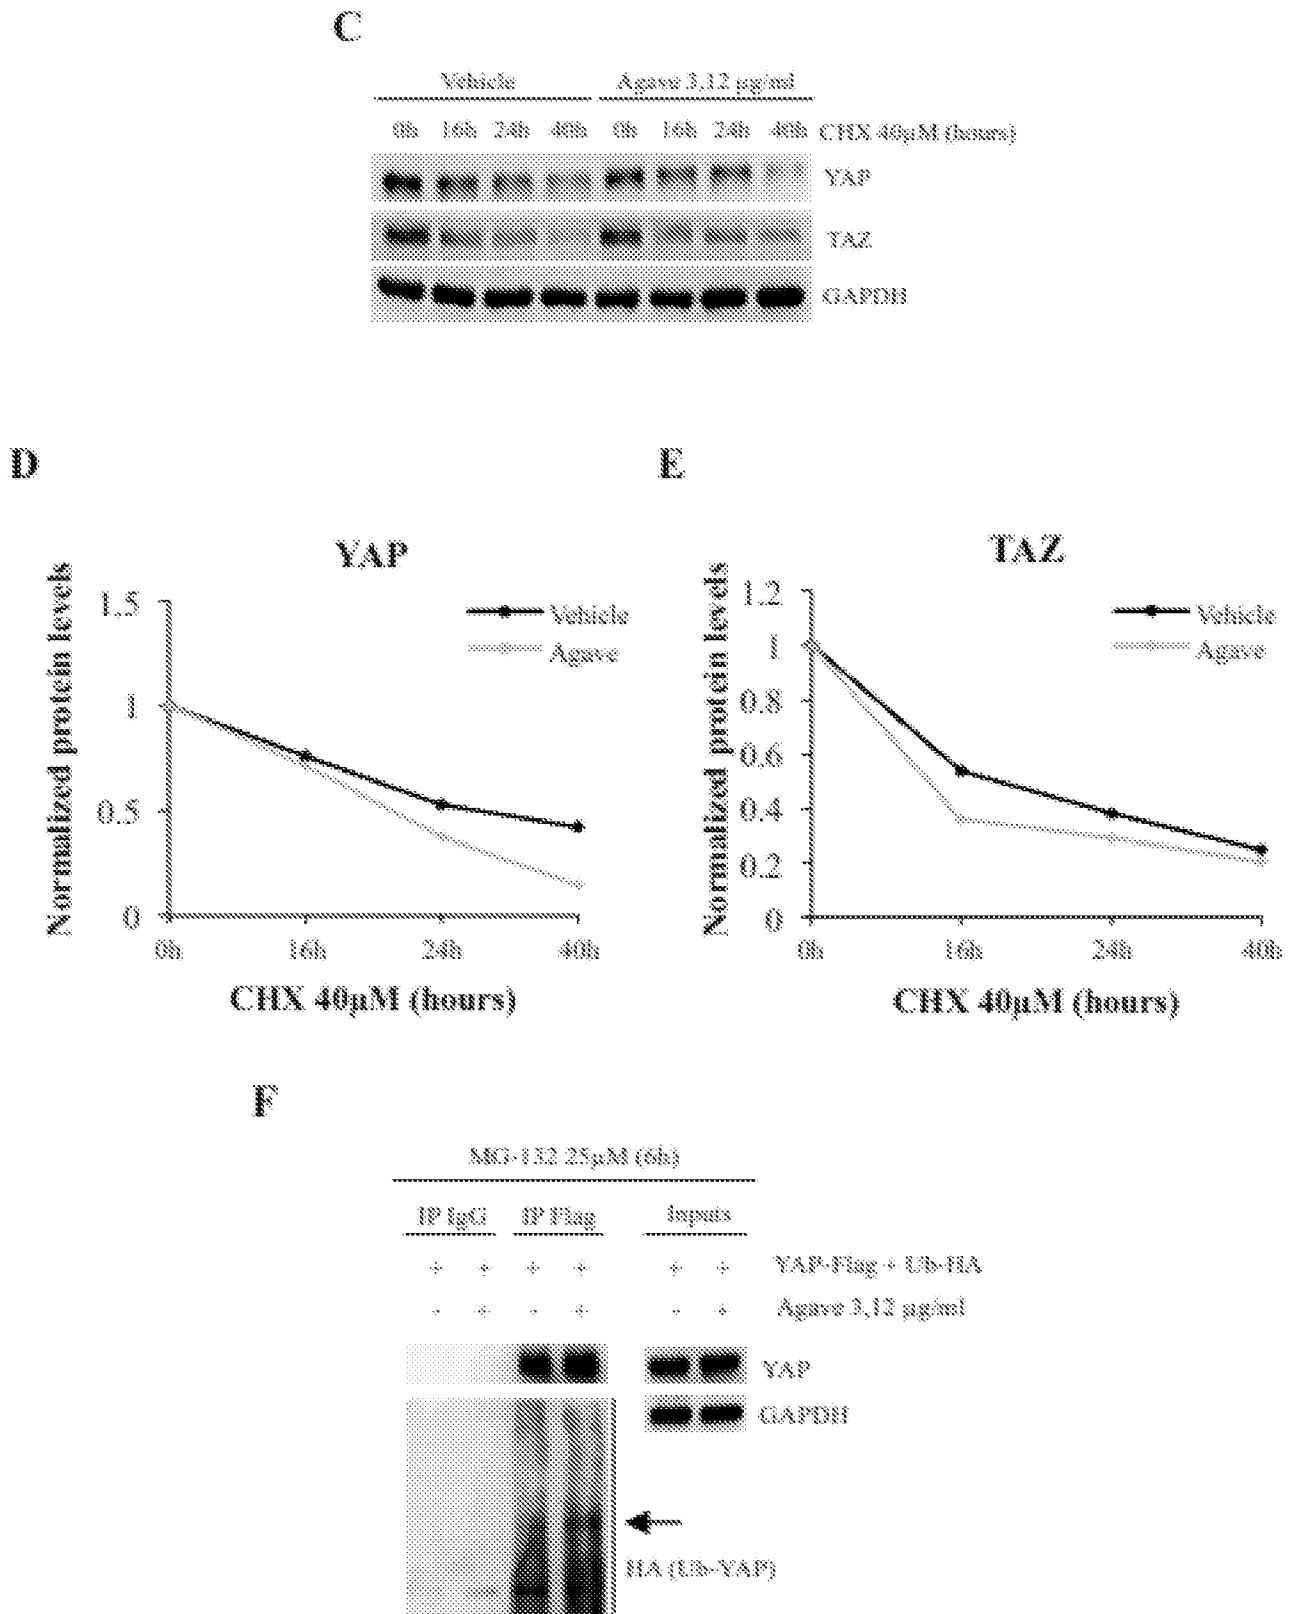 C
Vehicle Agave 3,12 µg/ml
0h 16h 24h 40h 0h 16h 24h 40h CHX 40µM (hours)
YAP
TAZ
GAPDH
D
E
YAP
Normalized protein levels
1.5
1
0.5
0
Vehicle
Agave
0h 16h 24h 40h
CHX 40µM (hours)
TAZ
Normalized protein levels
1.2
1
0.8
0.6
0.4
0.2
0
Vehicle
Agave
0h 16h 24h 40h
CHX 40µM (hours)
F
MG-132 25µM (6h)
IP IgG IP Flag Inputs
+ + + + + + YAP-Flag + Ub-HA
- + - + - + Agave 3,12 µg/ml
YAP
GAPDH
HA (Ub-YAP)